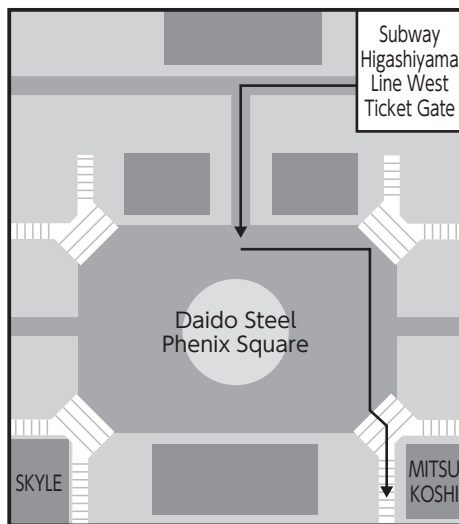 Subway
Higashiyama
Line West
Ticket Gate
Daido Steel
Phenix Square
SKYLE
MITSU
KOSHI